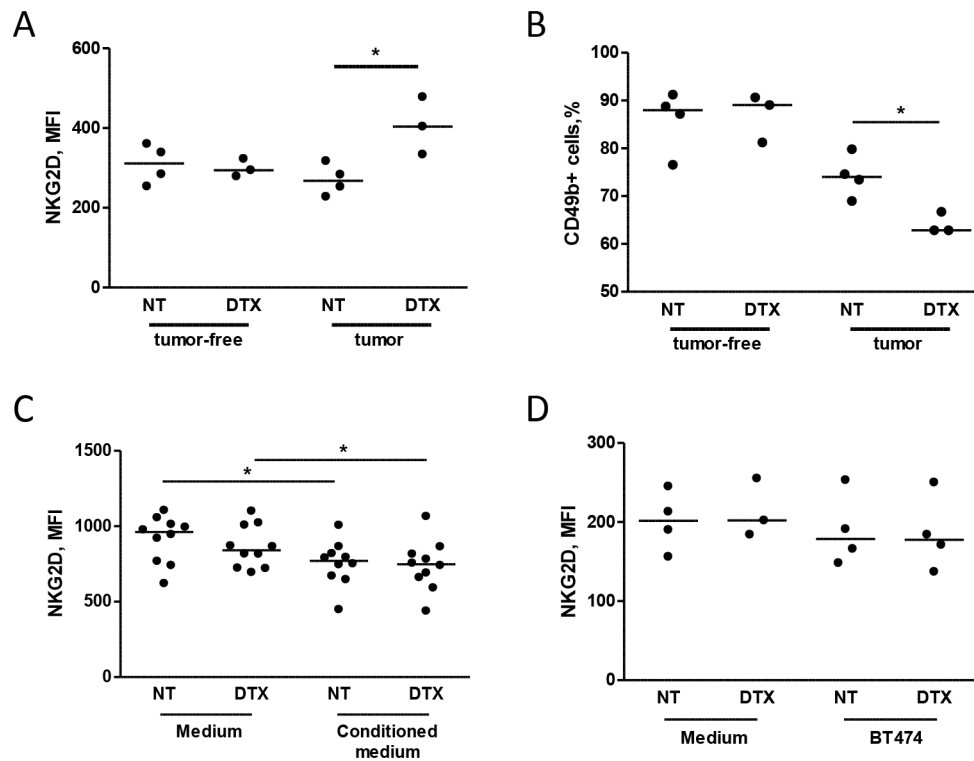 A
NKG2D, MFI
600
400
200
0
*
NT DTX NT DTX
tumor-free tumor
B
CD49b+ cells,%
100
90
80
70
60
50
*
NT DTX NT DTX
tumor-free tumor
C
NKG2D, MFI
1500
1000
500
0
*
*
NT DTX NT DTX
Medium Conditioned
medium
D
NKG2D, MFI
300
200
100
0
NT DTX NT DTX
Medium BT474